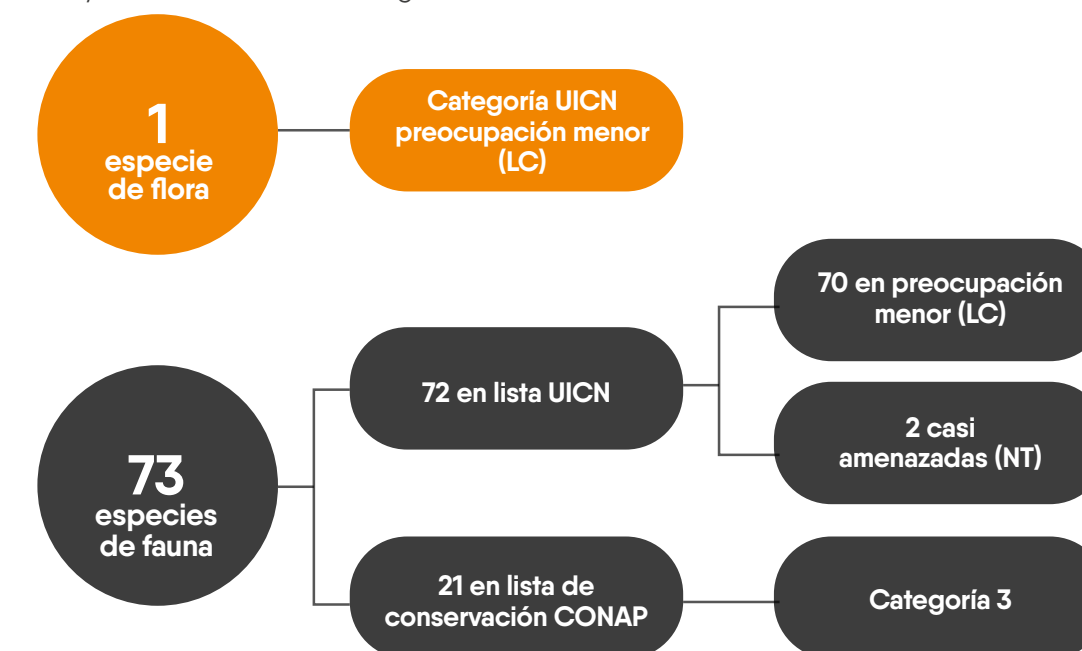 1
especie
de flora
Categoría UICN
preocupación menor
(LC)
73
especies
de fauna
72 en lista UICN
70 en preocupación
menor (LC)
2 casi
amenazadas (NT)
21 en lista de
conservación CONAP
Categoría 3